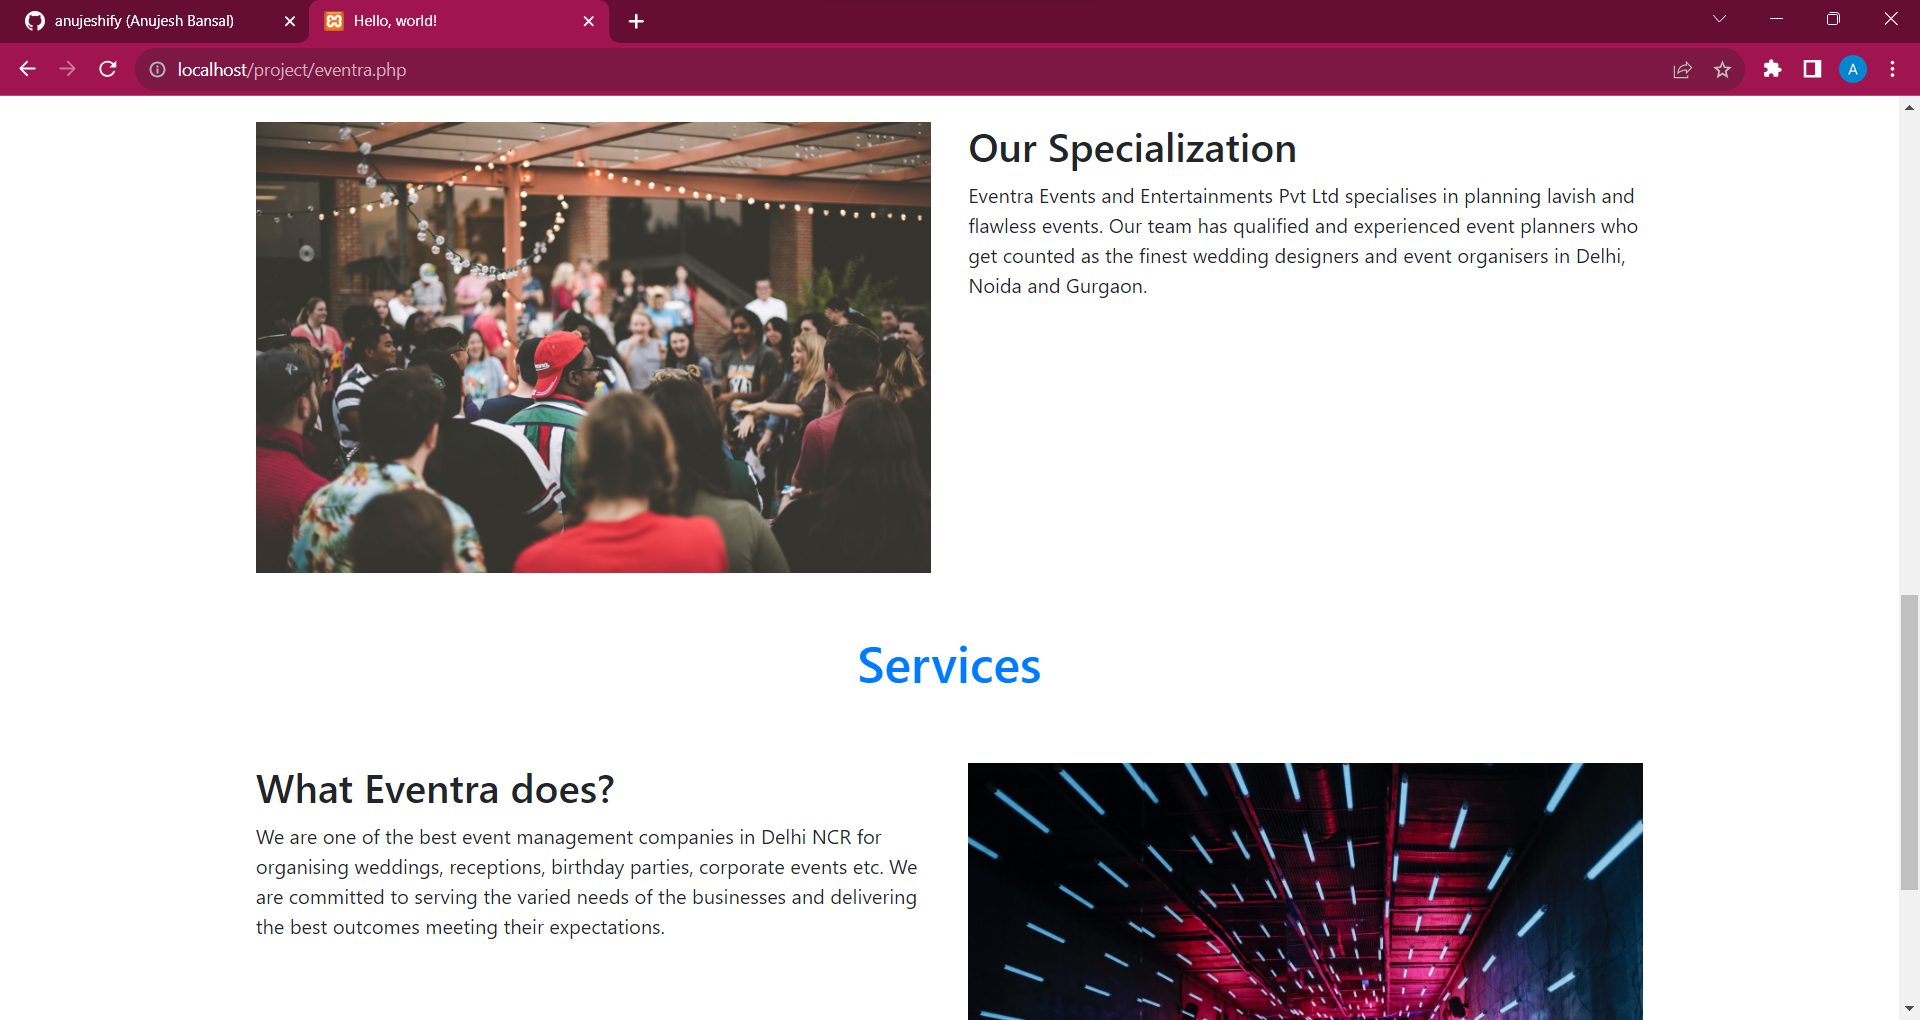 anujeshify (Anujesh Bansal)
Hello, world!
localhost/project/eventra.php
A
Our Specialization
Eventra Events and Entertainments Pvt Ltd specialises in planning lavish and
flawless events. Our team has qualified and experienced event planners who
get counted as the finest wedding designers and event organisers in Delhi,
Noida and Gurgaon.
Services
What Eventra does?
We are one of the best event management companies in Delhi NCR for
organising weddings, receptions, birthday parties, corporate events etc. We
are committed to serving the varied needs of the businesses and delivering
the best outcomes meeting their expectations.